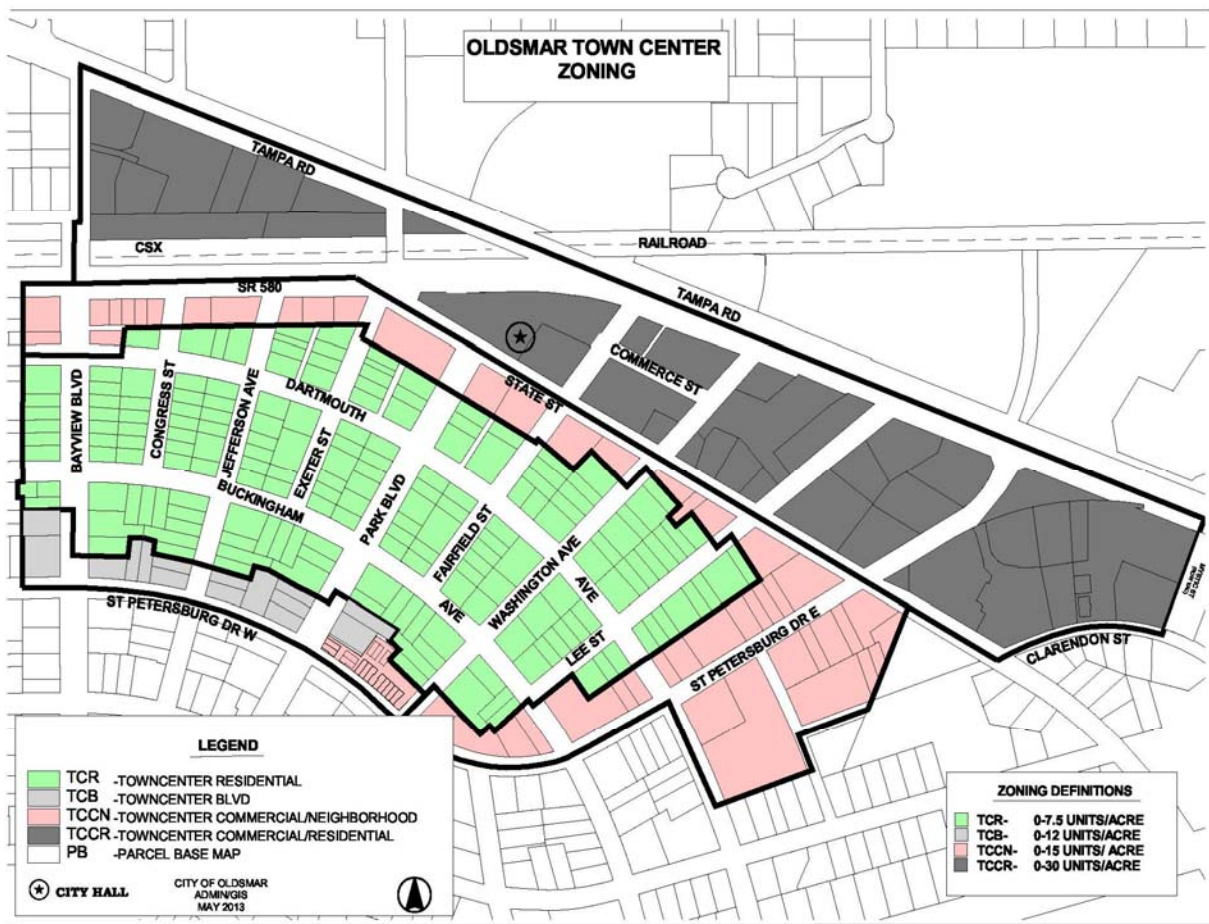 OLDSMAR TOWN CENTER
ZONING
TAMPA RD
CSX
RAILROAD
SR 580
TAMPA RD
COMMERCE ST
STATE ST
BAYVIEW BLVD
CONGRESS ST
JEFFERSON AVE
DARTMOUTH
EXETER ST
BUCKINGHAM
PARK BLVD
FAIRFIELD ST
AVE
WASHINGTON AVE
AVE
LEE ST
ST PETERSBURG DR W
ST PETERSBURG DR E
CLARENDON ST
LEGEND
TCR -TOWNCENTER RESIDENTIAL
TCB -TOWNCENTER BLVD
TCCN -TOWNCENTER COMMERCIAL/NEIGHBORHOOD
TCCR -TOWNCENTER COMMERCIAL/RESIDENTIAL
PB -PARCEL BASE MAP
CITY HALL
CITY OF OLDSMAR
ADMIN/GIS
MAY 2013
ZONING DEFINITIONS
TCR- 0-7.5 UNITS/ACRE
TCB- 0-12 UNITS/ACRE
TCCN- 0-15 UNITS/ ACRE
TCCR- 0-30 UNITS/ACRE